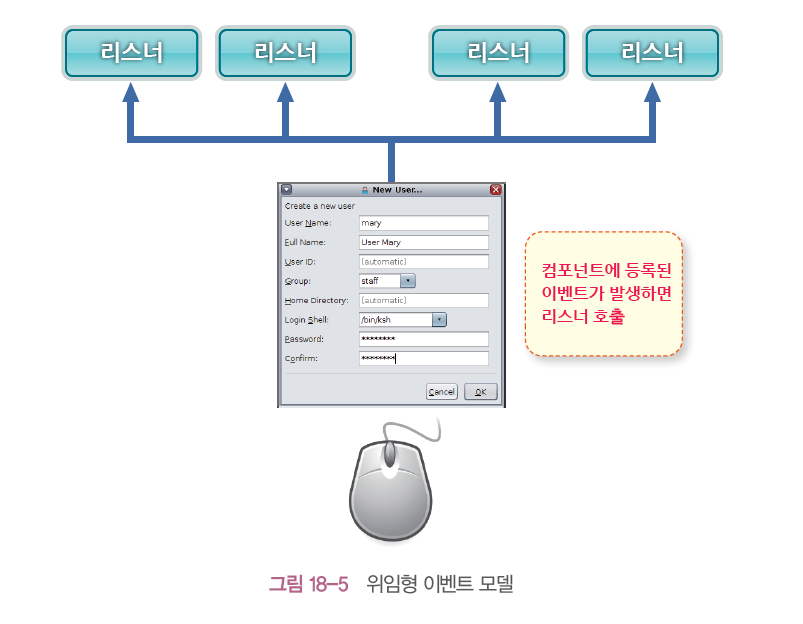 리스너 리스너 리스너 리스너
New User...
Create a new user
User Name: mary
Full Name: User Mary
User ID: (automatic)
Group: staff
Home Directory: (automatic)
Login Shell: /bin/ksh
Password: ********
Confirm: ********
Cancel OK
컴포넌트에 등록된
이벤트가 발생하면
리스너 호출
그림 18-5 위임형 이벤트 모델